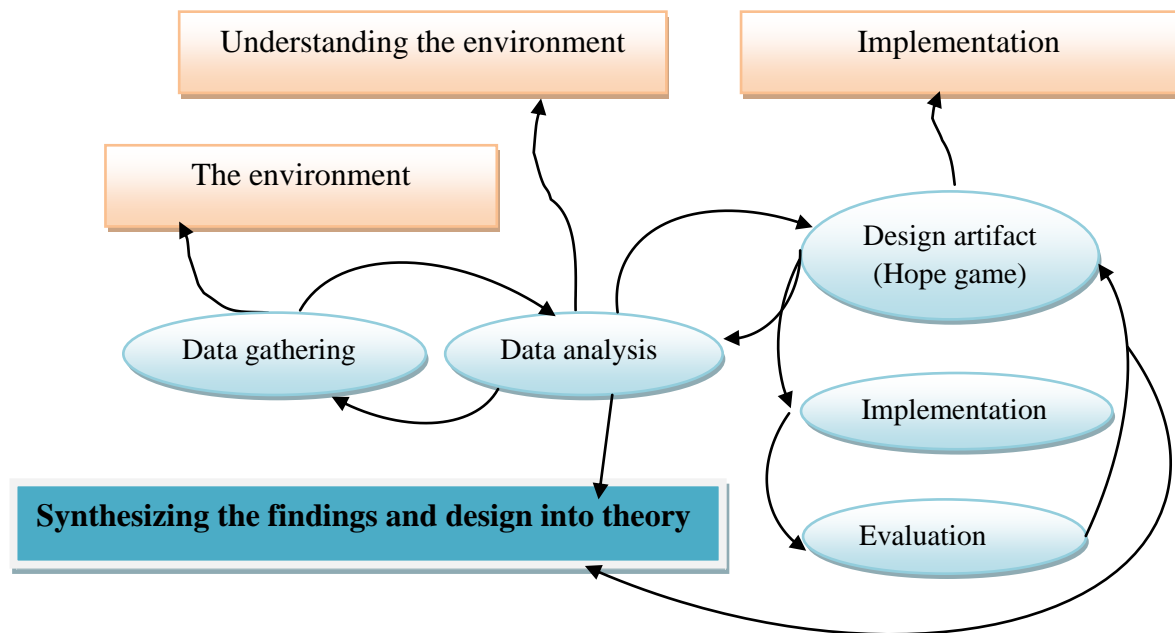 Understanding the environment
Implementation
The environment
Design artifact
(Hope game)
Data gathering
Data analysis
Implementation
Synthesizing the findings and design into theory
Evaluation